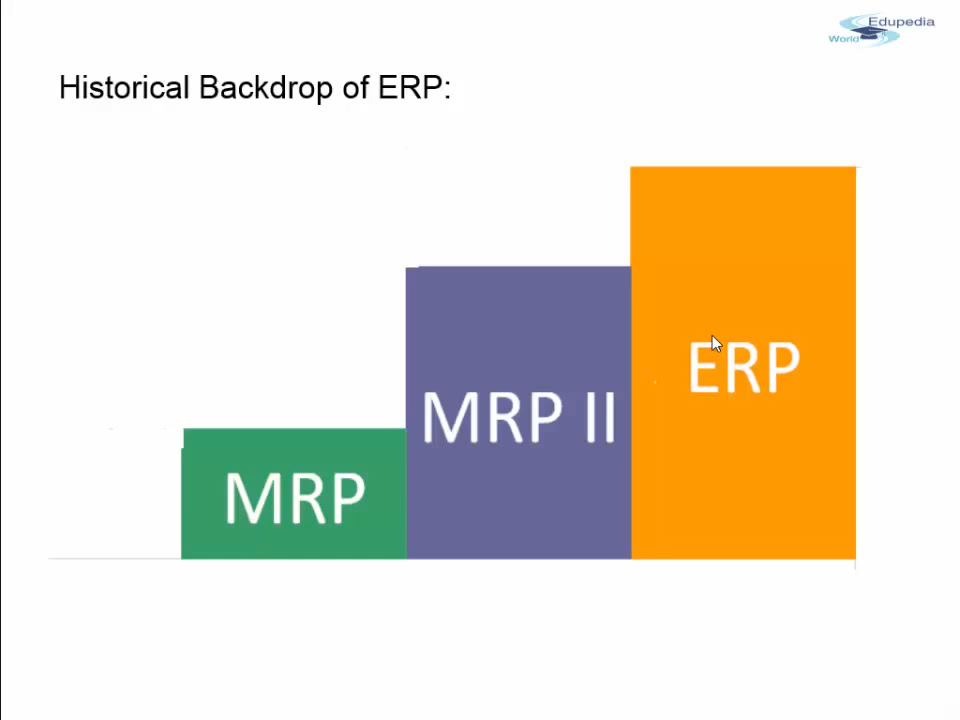 Edupedia
World
Historical Backdrop of ERP:
ERP
MRP II
MRP